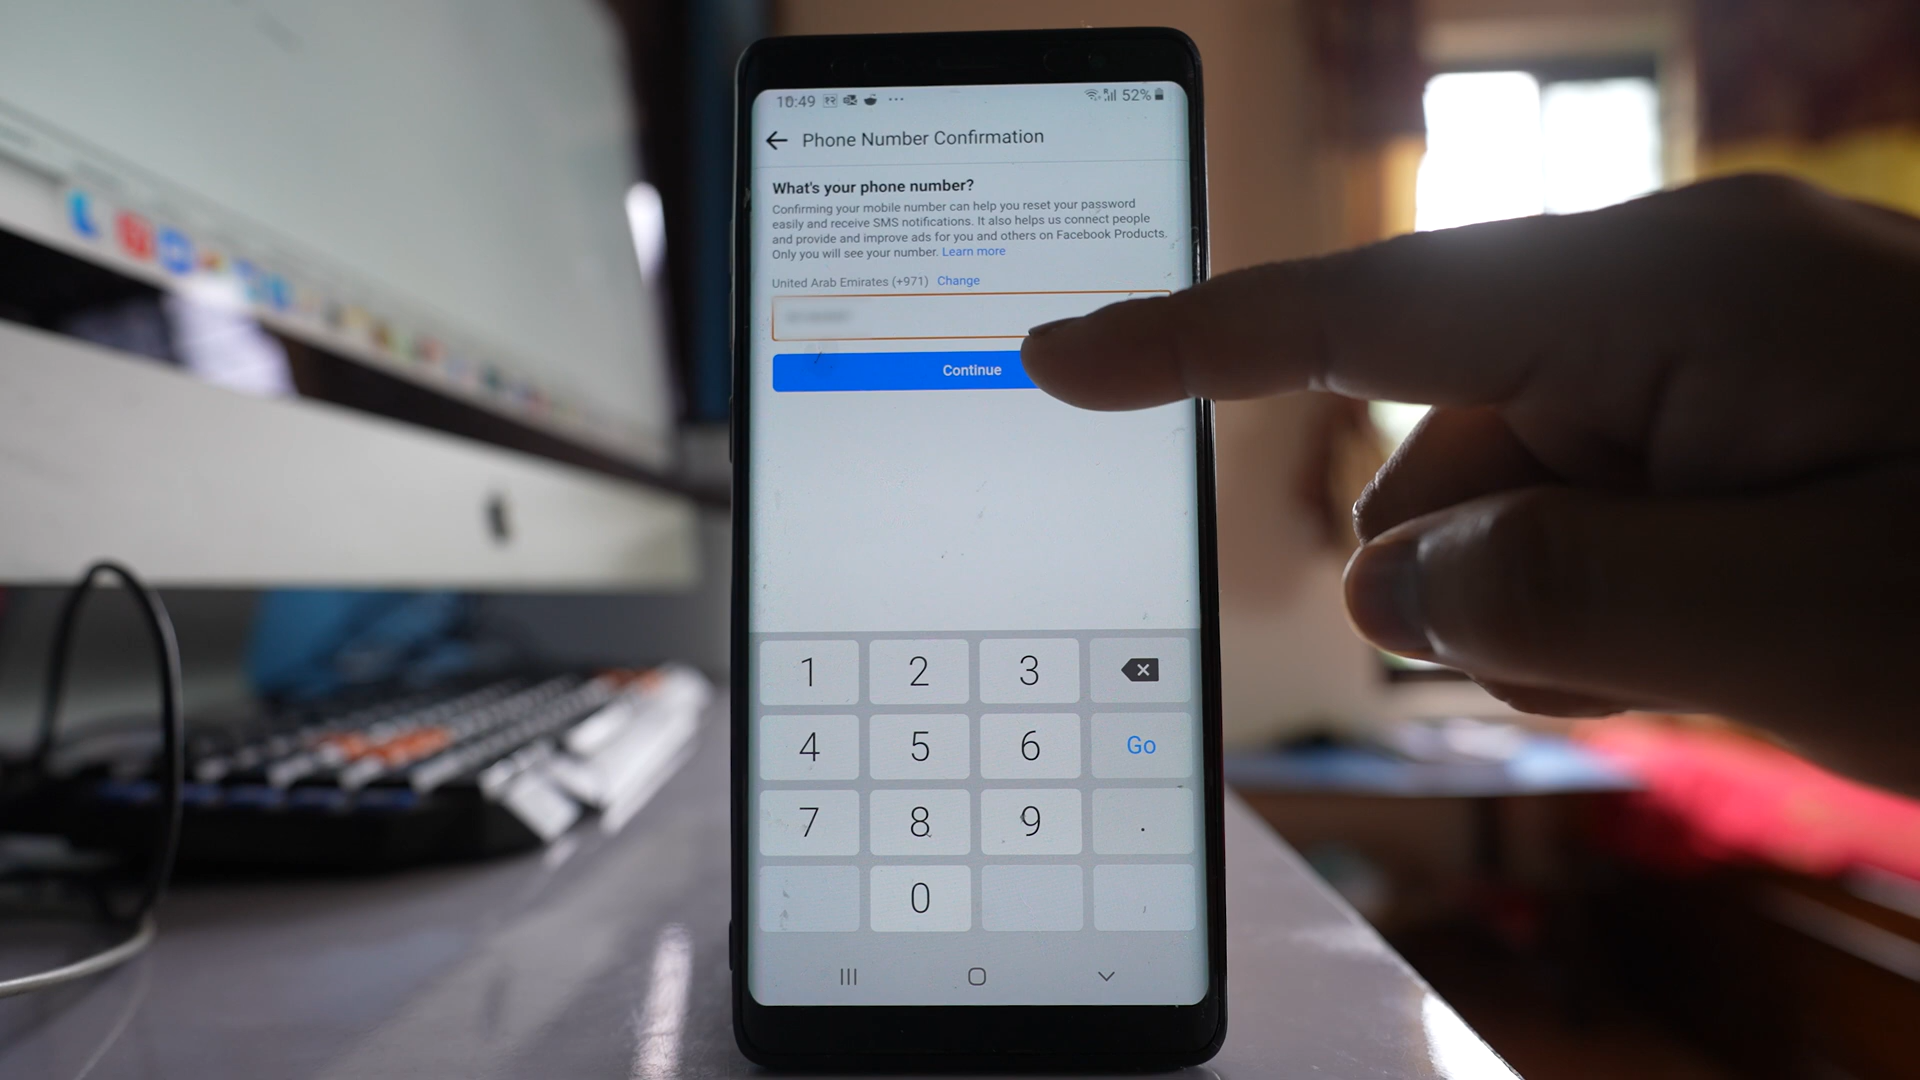 10:49 ... 52%
Phone Number Confirmation
What's your phone number?
Confirming your mobile number can help you reset your password
easily and receive SMS notifications. It also helps us connect people
and provide and improve ads for you and others on Facebook Products.
Only you will see your number. Learn more
United Arab Emirates (+971) Change
Continue
1 2 3
4 5 6 Go
7 8 9 .
0 ,